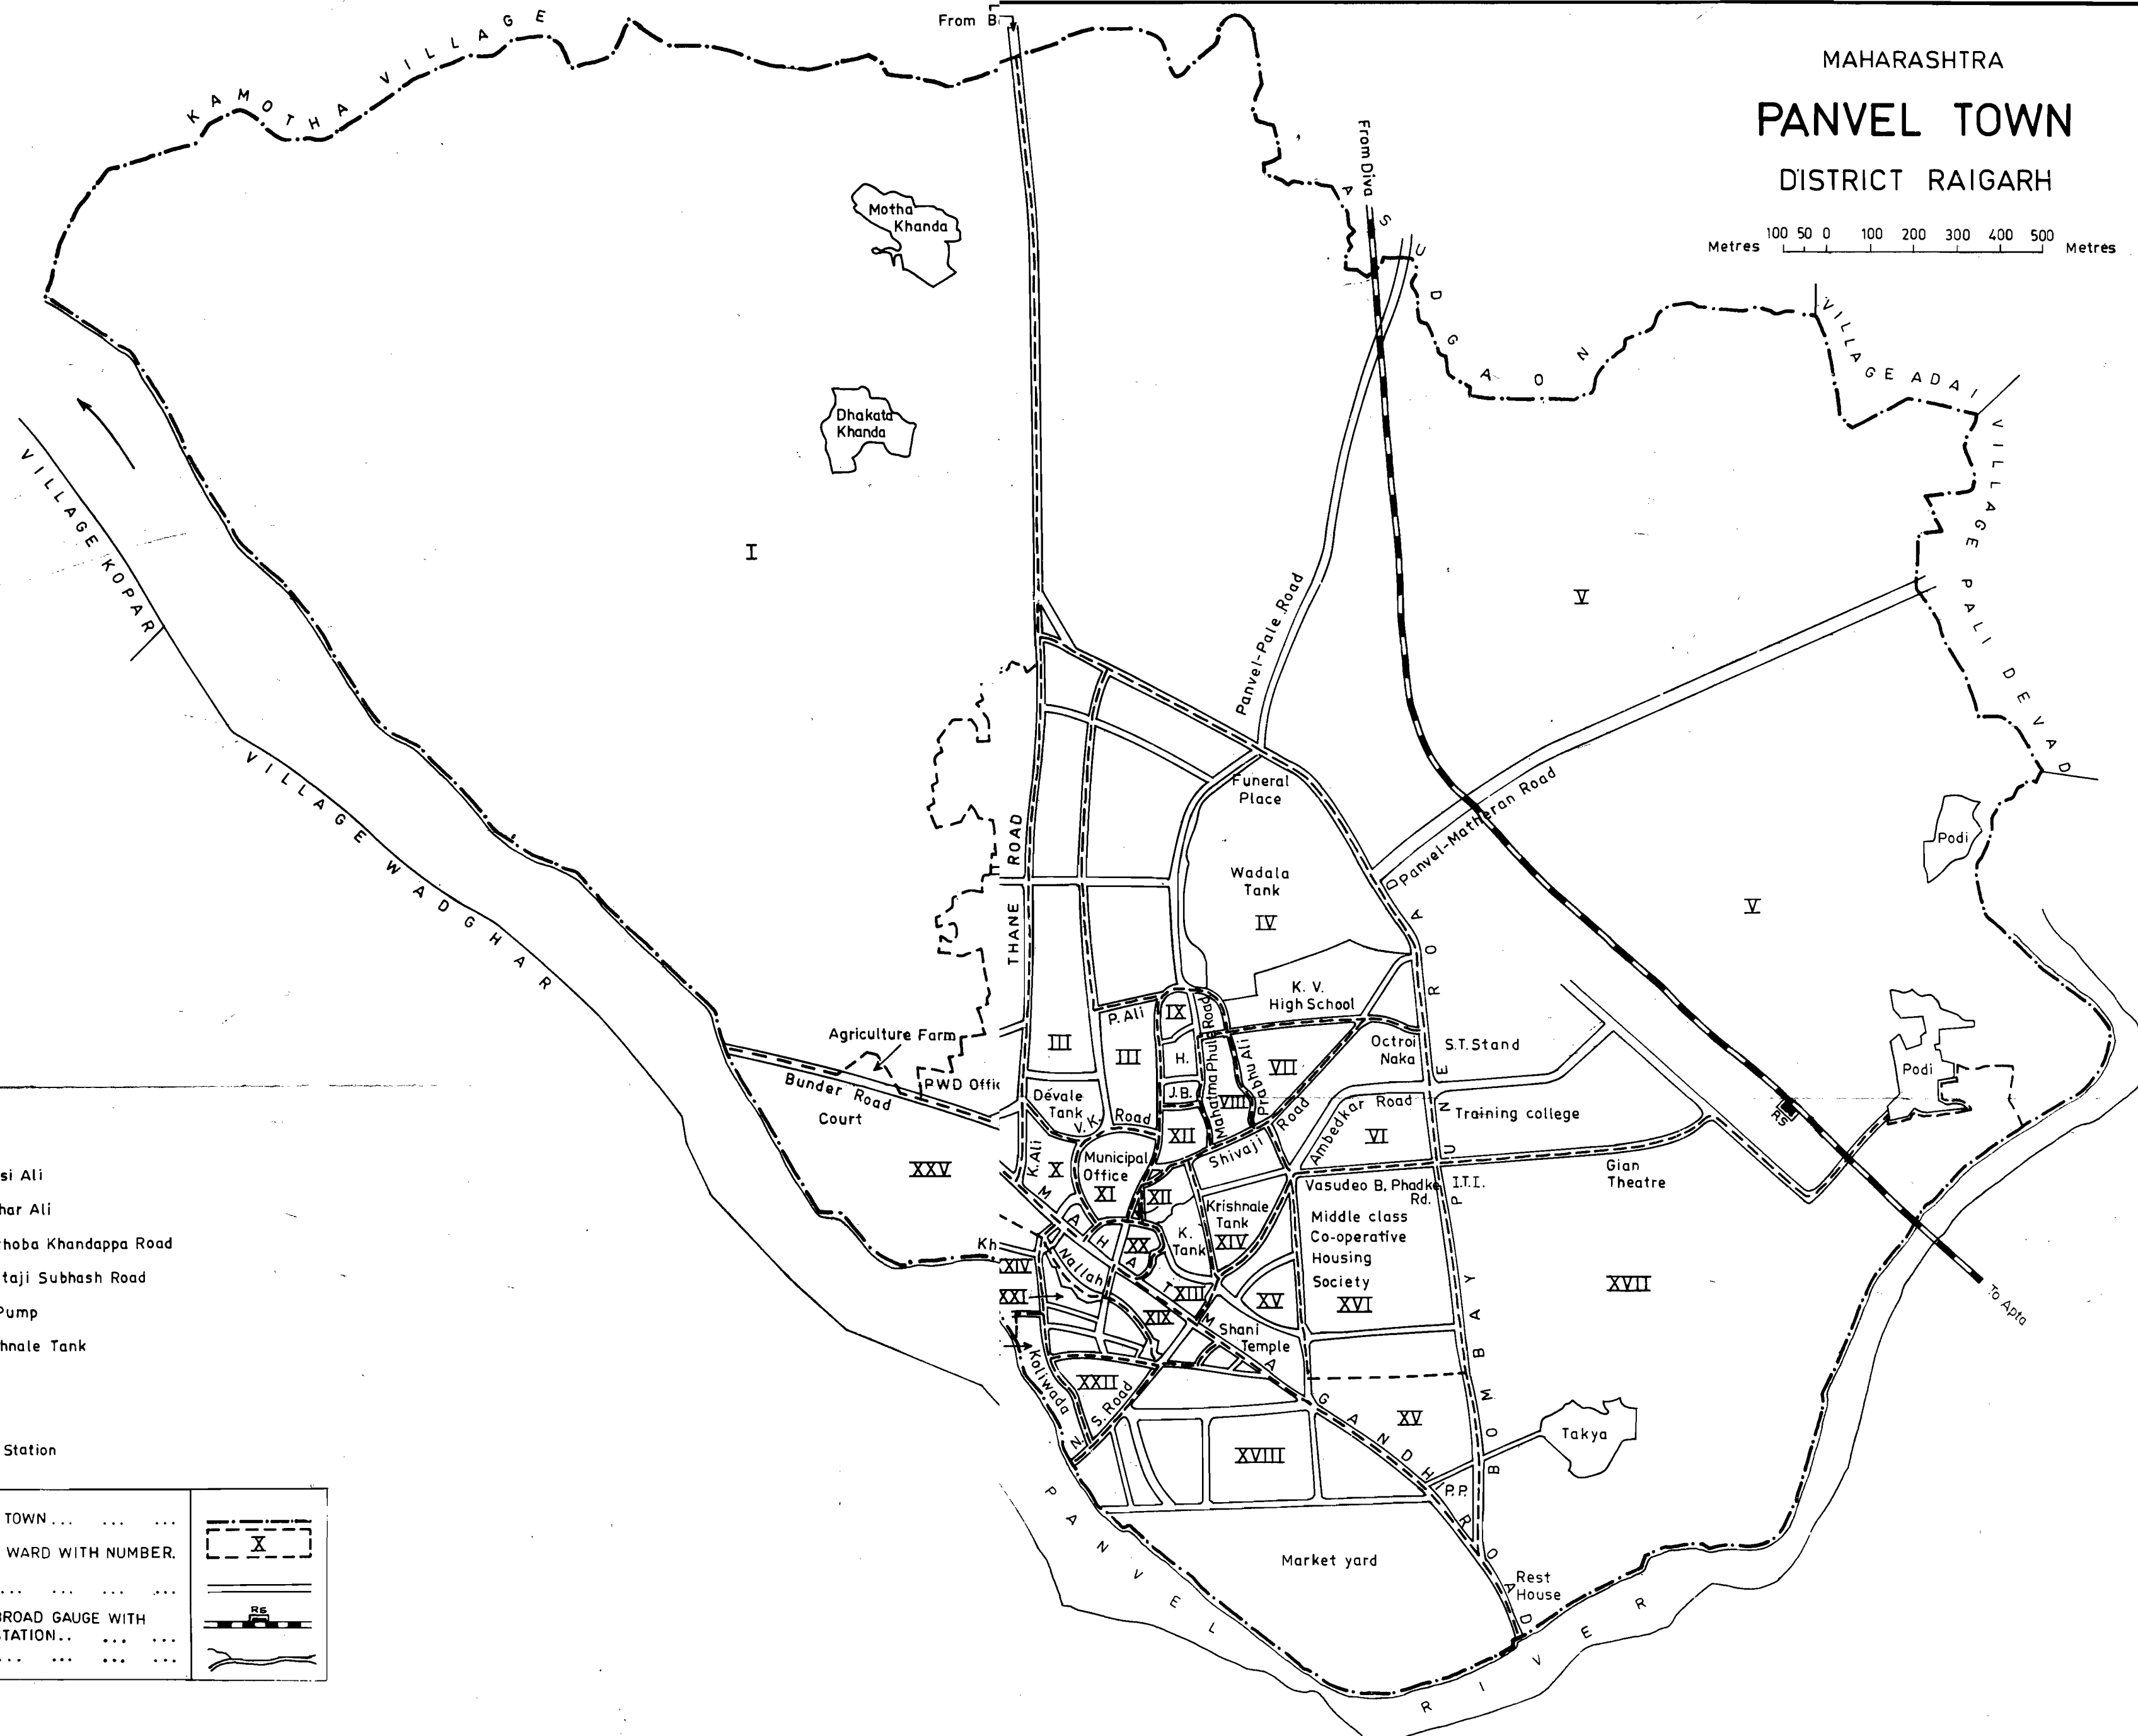 MAHARASHTRA
PANVEL TOWN
DISTRICT RAIGARH
Metres 100 50 0 100 200 300 400 500 Metres
From B
KAMOTHA VILLAGE
From Diva
ASUDGAON
VILLAGE ADAI
VILLAGE PALI DEVAD
Motha
Khanda
Dhakata
Khanda
VILLAGE KOPAR
VILLAGE WADGHAR
I
V
V
Panvel-Pale Road
Panvel-Matheran Road
Funeral
Place
Wadala
Tank
IV
THANE ROAD
Podi
Podi
K. V.
High School
P. Ali
IX
III
III
H.
J.B.
Mahatma Phule Road
Prabhu Ali
VII
VIII
Octroi
Naka
S.T.Stand
Agriculture Farm
PWD Offic
Bunder Road
Court
Dévale
Tank
V. K. Road
XII
Shivaji Road
Ambedkar Road
VI
Training college
RS
K. Ali
X
Municipal
Office
XI
XII
XXV
Krishnale
Tank
XIV
K.
Tank
Vasudeo B. Phadke
Rd.
I.T.I.
Gian
Theatre
Middle class
Co-operative
Housing
Society
XVI
XVII
XV
Kh
XIV
XXI
Nallah
XX
XIII
XIX
Shani
Temple
To Apta
Koliwada
XXII
N. S. Road
MAHATMA GANDHI ROAD
BOMBAY PUNE ROAD
XV
XVIII
Takya
P.P.
Market yard
Rest
House
PANVEL RIVER
si Ali
har Ali
hoba Khandappa Road
taji Subhash Road
Pump
hnale Tank
Station
TOWN... ... ...
WARD WITH NUMBER. X
... ... ... ...
BROAD GAUGE WITH RS
STATION.. ... ...
... ... ... ...